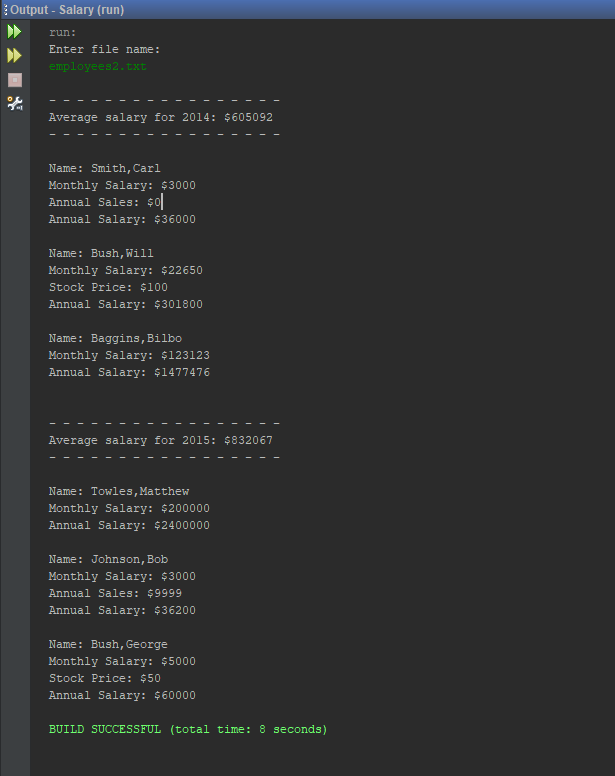 Output - Salary (run)
run:
Enter file name:
employees2.txt
- - - - - - - - - - - - - - - - -
Average salary for 2014: $605092
- - - - - - - - - - - - - - - - -
Name: Smith,Carl
Monthly Salary: $3000
Annual Sales: $0
Annual Salary: $36000
Name: Bush,Will
Monthly Salary: $22650
Stock Price: $100
Annual Salary: $301800
Name: Baggins,Bilbo
Monthly Salary: $123123
Annual Salary: $1477476
- - - - - - - - - - - - - - - - -
Average salary for 2015: $832067
- - - - - - - - - - - - - - - - -
Name: Towles,Matthew
Monthly Salary: $200000
Annual Salary: $2400000
Name: Johnson,Bob
Monthly Salary: $3000
Annual Sales: $9999
Annual Salary: $36200
Name: Bush,George
Monthly Salary: $5000
Stock Price: $50
Annual Salary: $60000
BUILD SUCCESSFUL (total time: 8 seconds)